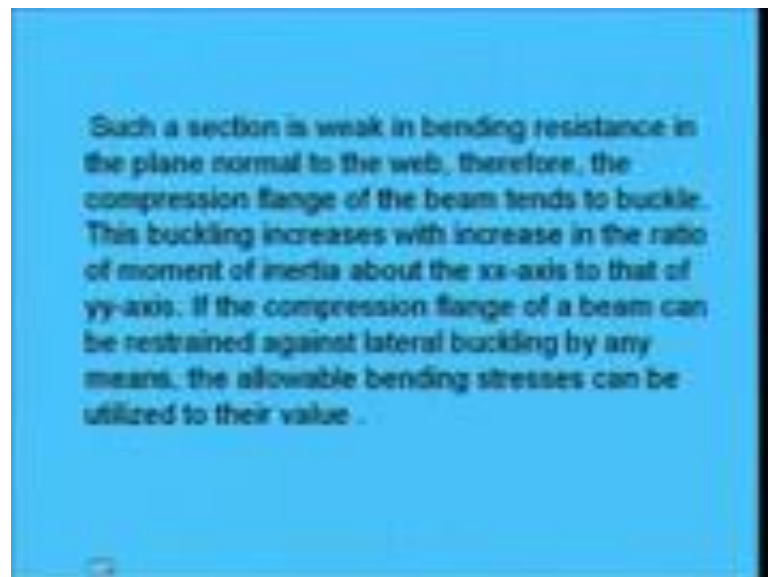 Such a section is weak in bending resistance in
the plane normal to the web, therefore, the
compression flange of the beam tends to buckle.
This buckling increases with increase in the ratio
of moment of inertia about the xx-axis to that of
yy-axis. If the compression flange of a beam can
be restrained against lateral buckling by any
means, the allowable bending stresses can be
utilized to their value .